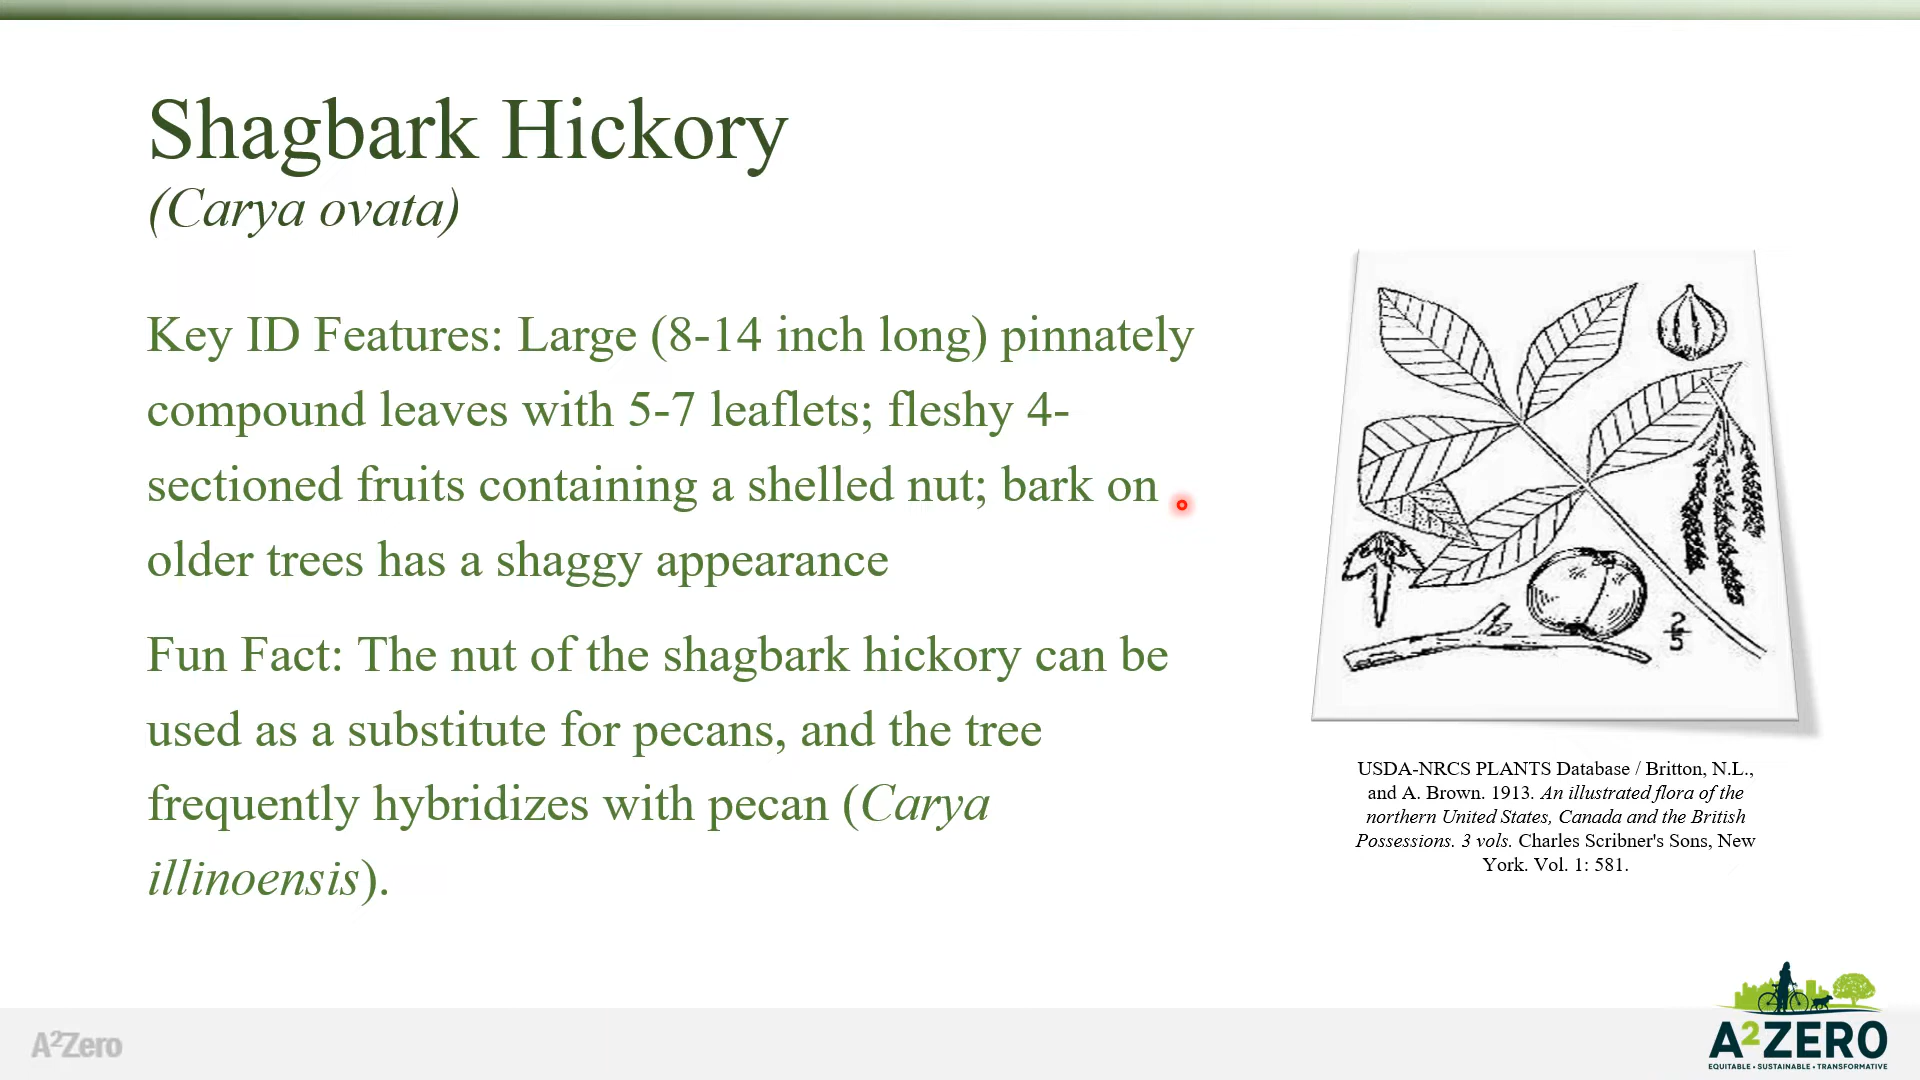 Shagbark Hickory
(Carya ovata)
Key ID Features: Large (8-14 inch long) pinnately
compound leaves with 5-7 leaflets; fleshy 4-
sectioned fruits containing a shelled nut; bark on
older trees has a shaggy appearance
Fun Fact: The nut of the shagbark hickory can be
used as a substitute for pecans, and the tree
frequently hybridizes with pecan (Carya
illinoensis).
2/5
USDA-NRCS PLANTS Database / Britton, N.L.,
and A. Brown. 1913. An illustrated flora of the
northern United States, Canada and the British
Possessions. 3 vols. Charles Scribner's Sons, New
York. Vol. 1: 581.
A²Zero
A²ZERO
EQUITABLE • SUSTAINABLE • TRANSFORMATIVE